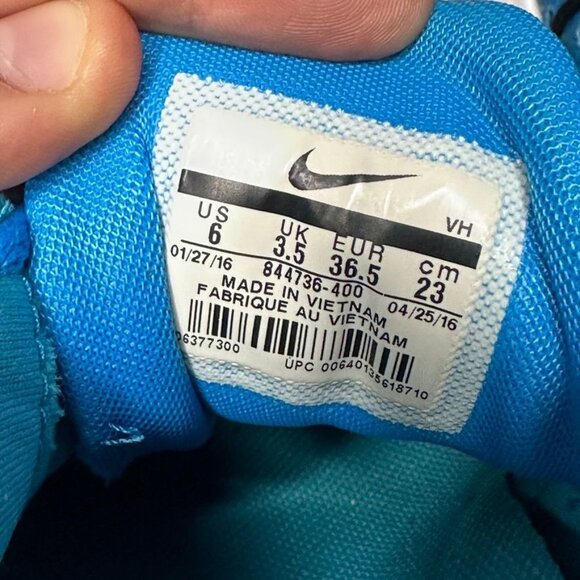 VH
US UK EUR cm
6 3.5 36.5 23
01/27/16 844736-400 04/25/16
MADE IN VIETNAM
FABRIQUE AU VIETNAM
06377300 UPC 00640135618710